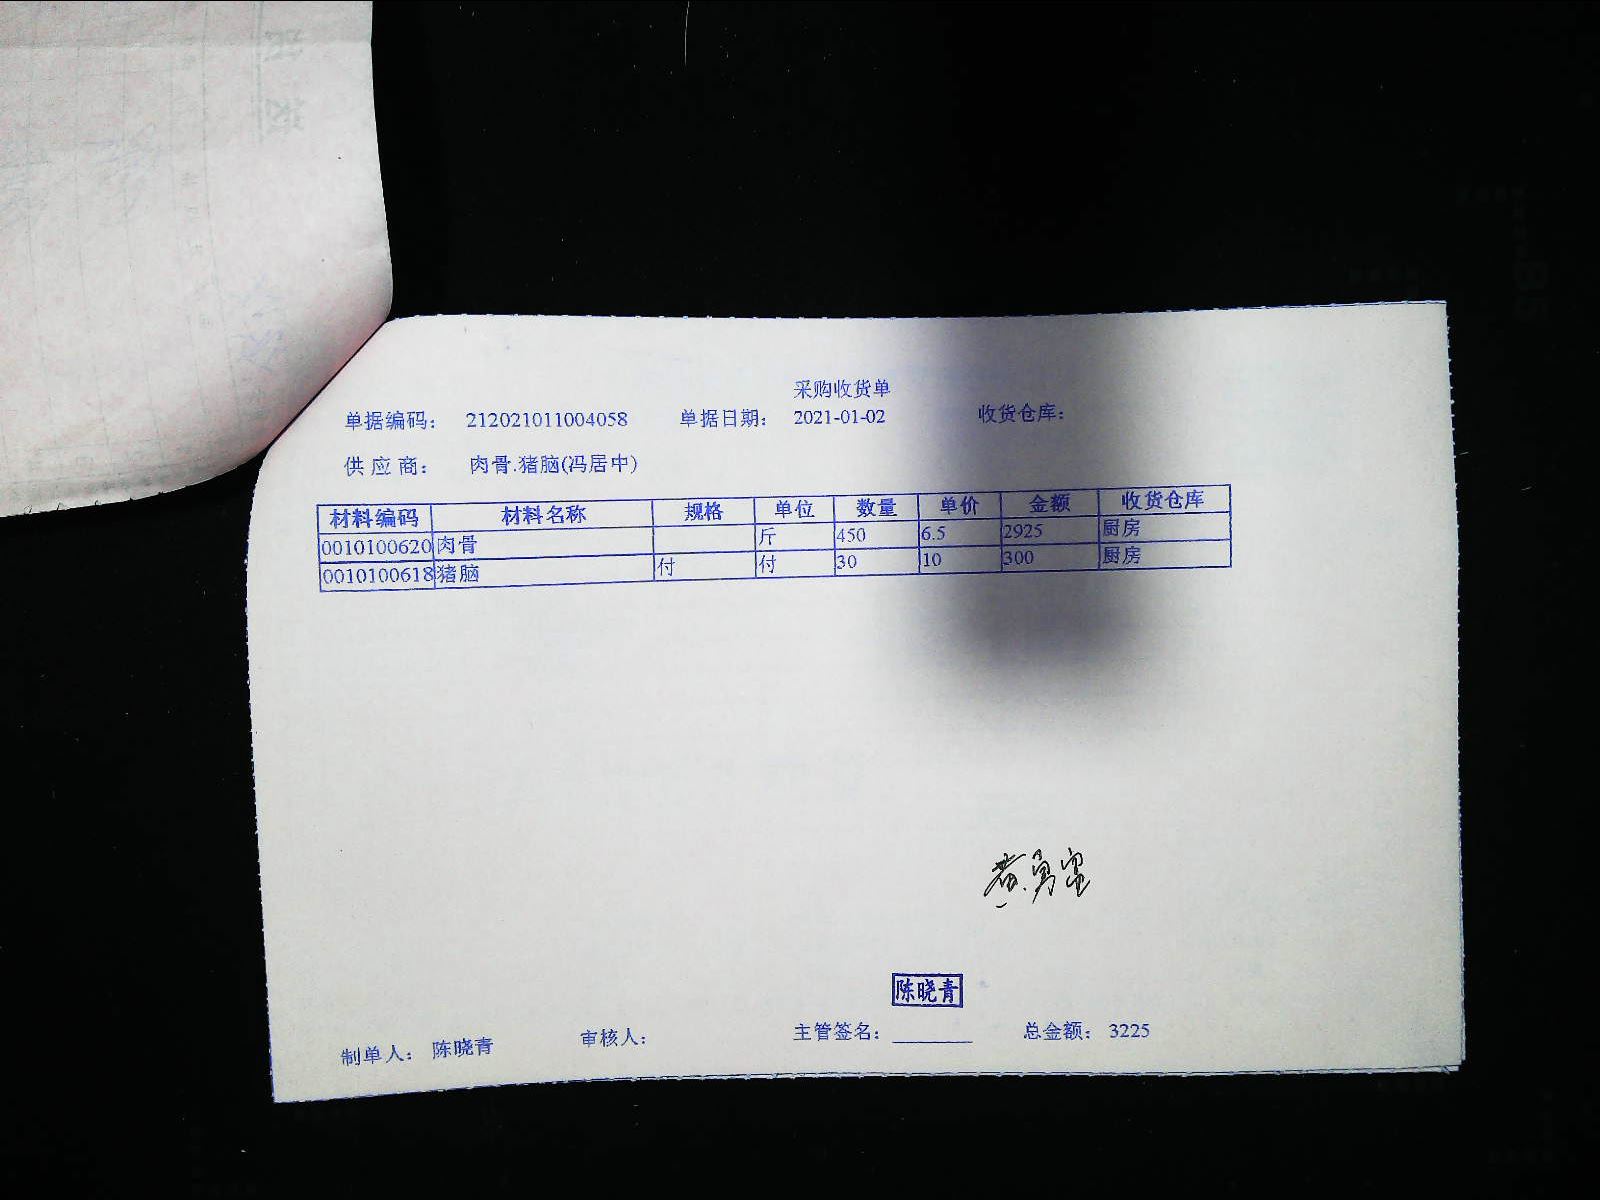 采购收货单
单据编码: 212021011004058 单据日期: 2021-01-02 收货仓库:
供应商: 肉骨.猪脑(冯居中)
材料编码 材料名称 规格 单位 数量 单价 金额 收货仓库
0010100620 肉骨 斤 450 6.5 2925 厨房
0010100618 猪脑 付 付 30 10 300 厨房
陈晓青
制单人: 陈晓青 审核人: 主管签名: 总金额: 3225